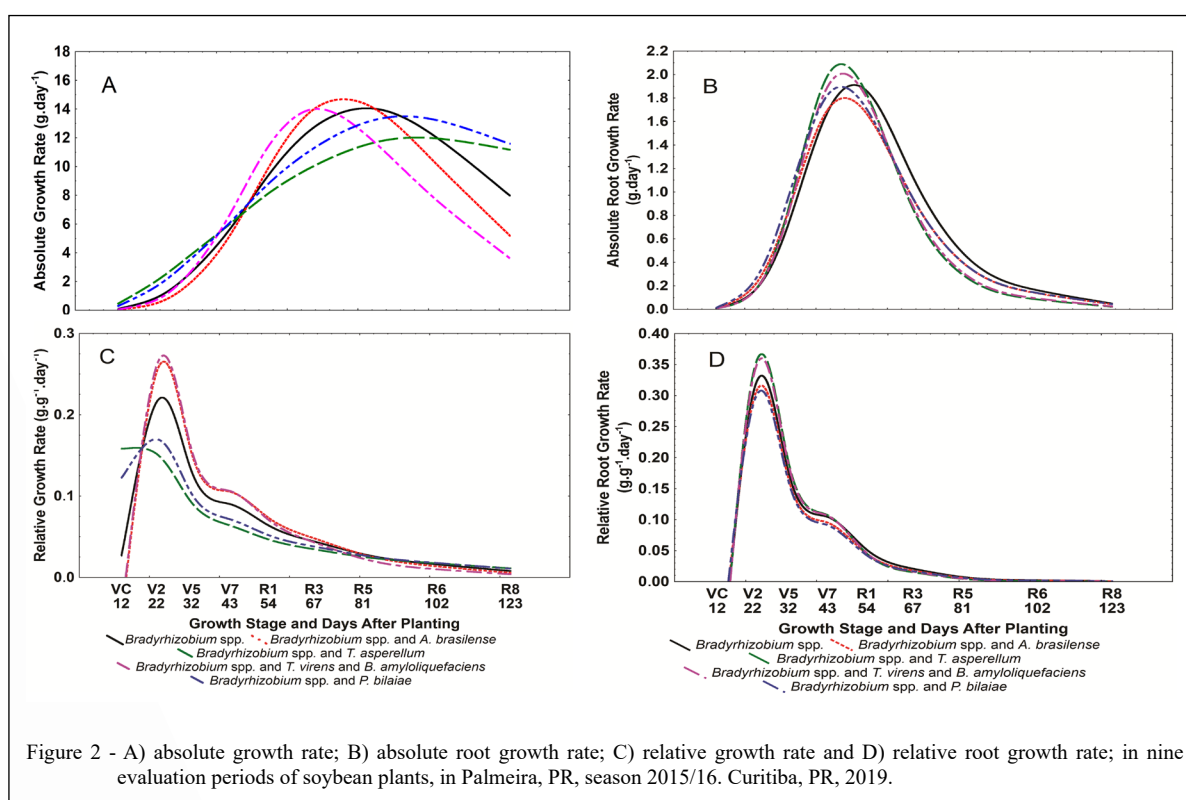 A
Absolute Growth Rate (g.day⁻¹)
18
16
14
12
10
8
6
4
2
0
B
Absolute Root Growth Rate
(g.day⁻¹)
2.2
2.0
1.8
1.6
1.4
1.2
1.0
0.8
0.6
0.4
0.2
0.0
C
Relative Growth Rate (g.g⁻¹.day⁻¹)
0.3
0.2
0.1
0.0
VC V2 V5 V7 R1 R3 R5 R6 R8
12 22 32 43 54 67 81 102 123
Growth Stage and Days After Planting
Bradyrhizobium spp. Bradyrhizobium spp. and A. brasilense
Bradyrhizobium spp. and T. asperellum
Bradyrhizobium spp. and T. virens and B. amyloliquefaciens
Bradyrhizobium spp. and P. bilaiae
D
Relative Root Growth Rate
(g.g⁻¹.day⁻¹)
0.40
0.35
0.30
0.25
0.20
0.15
0.10
0.05
0.00
VC V2 V5 V7 R1 R3 R5 R6 R8
12 22 32 43 54 67 81 102 123
Growth Stage and Days After Planting
Bradyrhizobium spp. Bradyrhizobium spp. and A. brasilense
Bradyrhizobium spp. and T. asperellum
Bradyrhizobium spp. and T. virens and B. amyloliquefaciens
Bradyrhizobium spp. and P. bilaiae
Figure 2 - A) absolute growth rate; B) absolute root growth rate; C) relative growth rate and D) relative root growth rate; in nine
evaluation periods of soybean plants, in Palmeira, PR, season 2015/16. Curitiba, PR, 2019.